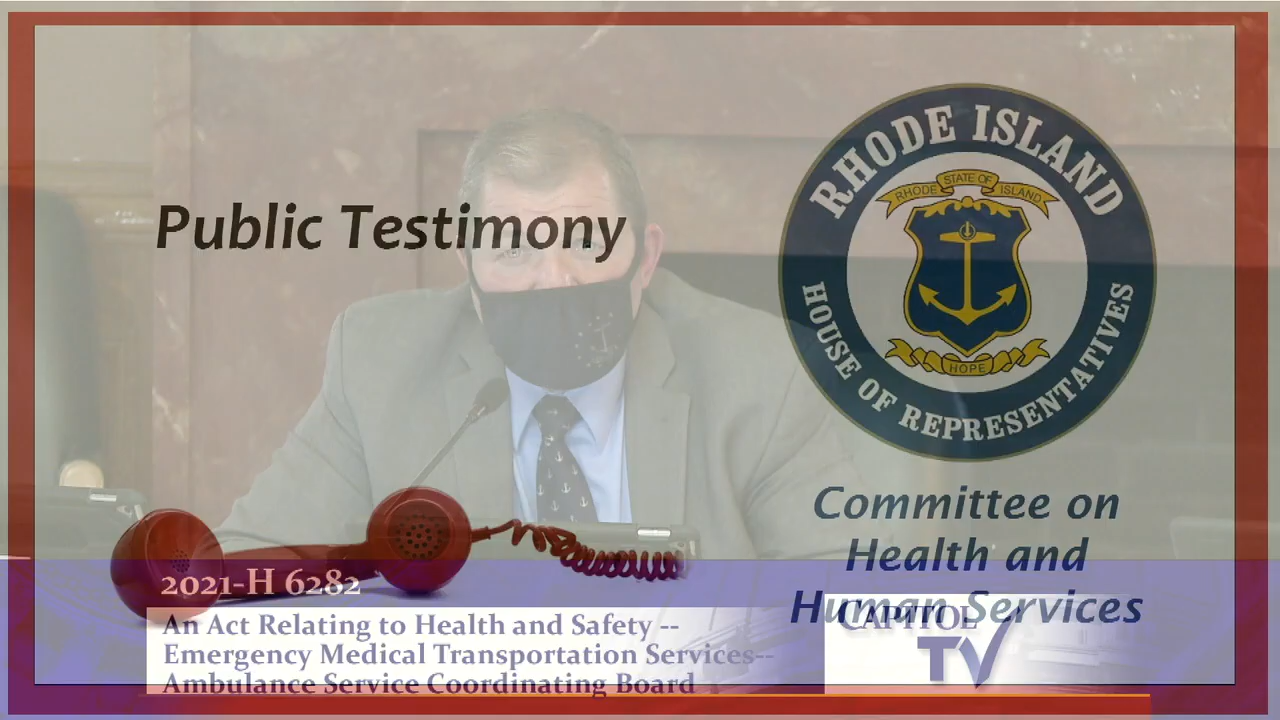 Public Testimony
RHODE ISLAND
STATE OF
RHODE ISLAND
HOPE
HOUSE OF REPRESENTATIVES
Committee on
Health and
Human Services
2021-H 6282
An Act Relating to Health and Safety --
Emergency Medical Transportation Services--
Ambulance Service Coordinating Board
CAPITOL
TV